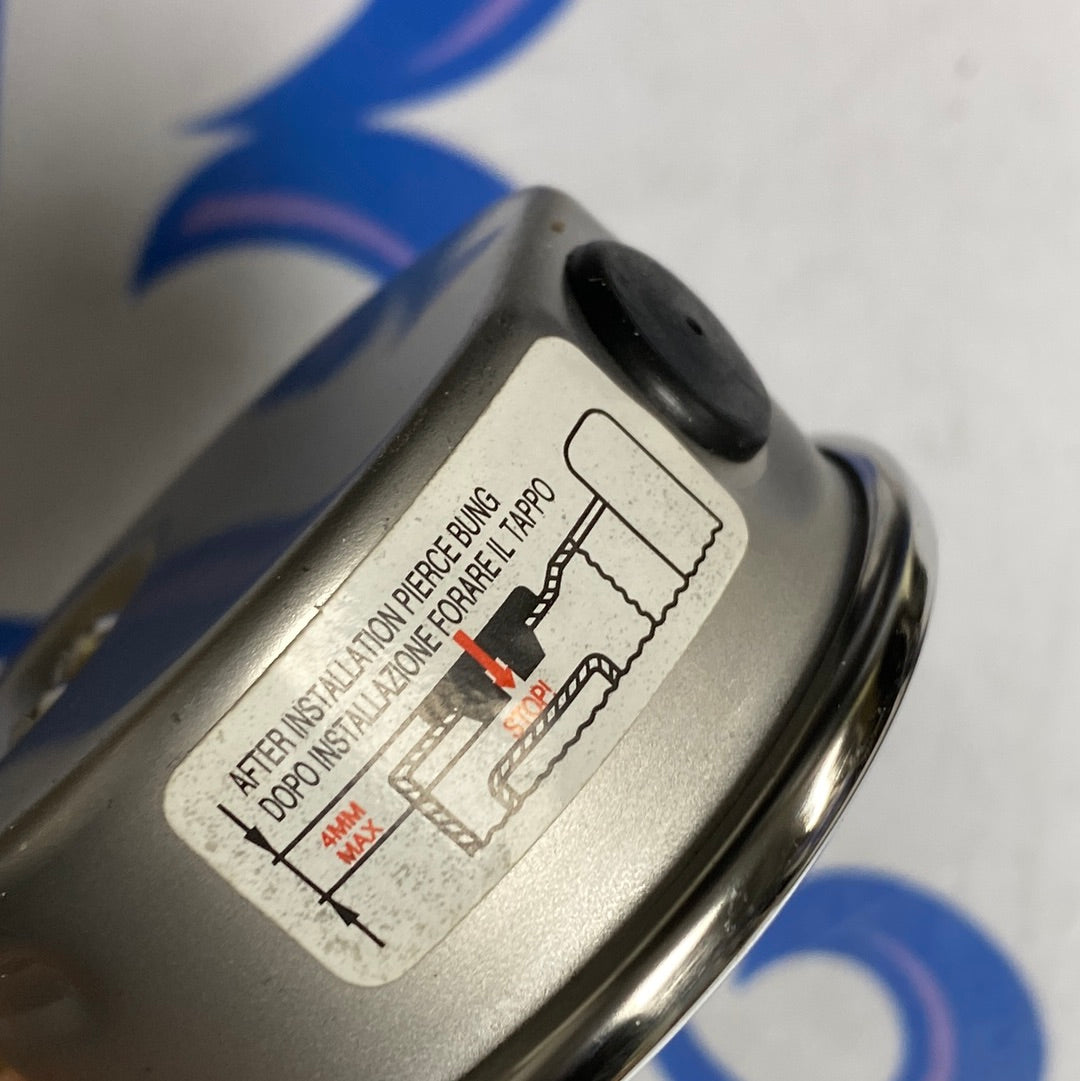 AFTER INSTALLATION PIERCE BUNG
DOPO INSTALLAZIONE FORARE IL TAPPO
STOP!
4MM
MAX